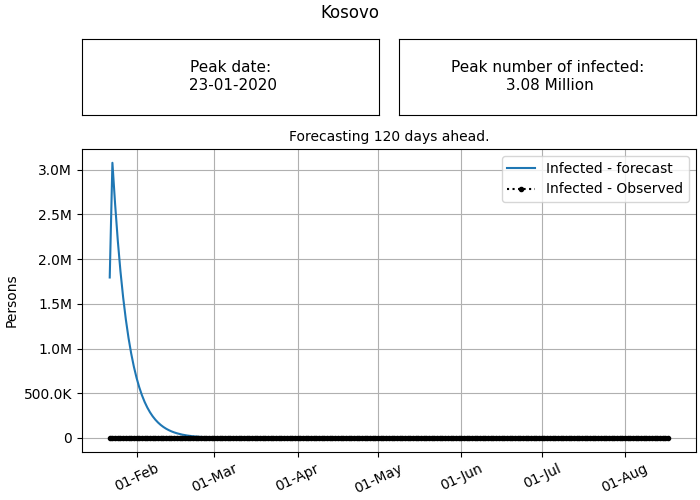 Kosovo
Peak date:
23-01-2020
Peak number of infected:
3.08 Million
Forecasting 120 days ahead.
Infected - forecast
Infected - Observed
Persons
3.0M
2.5M
2.0M
1.5M
1.0M
500.0K
0
01-Feb
01-Mar
01-Apr
01-May
01-Jun
01-Jul
01-Aug